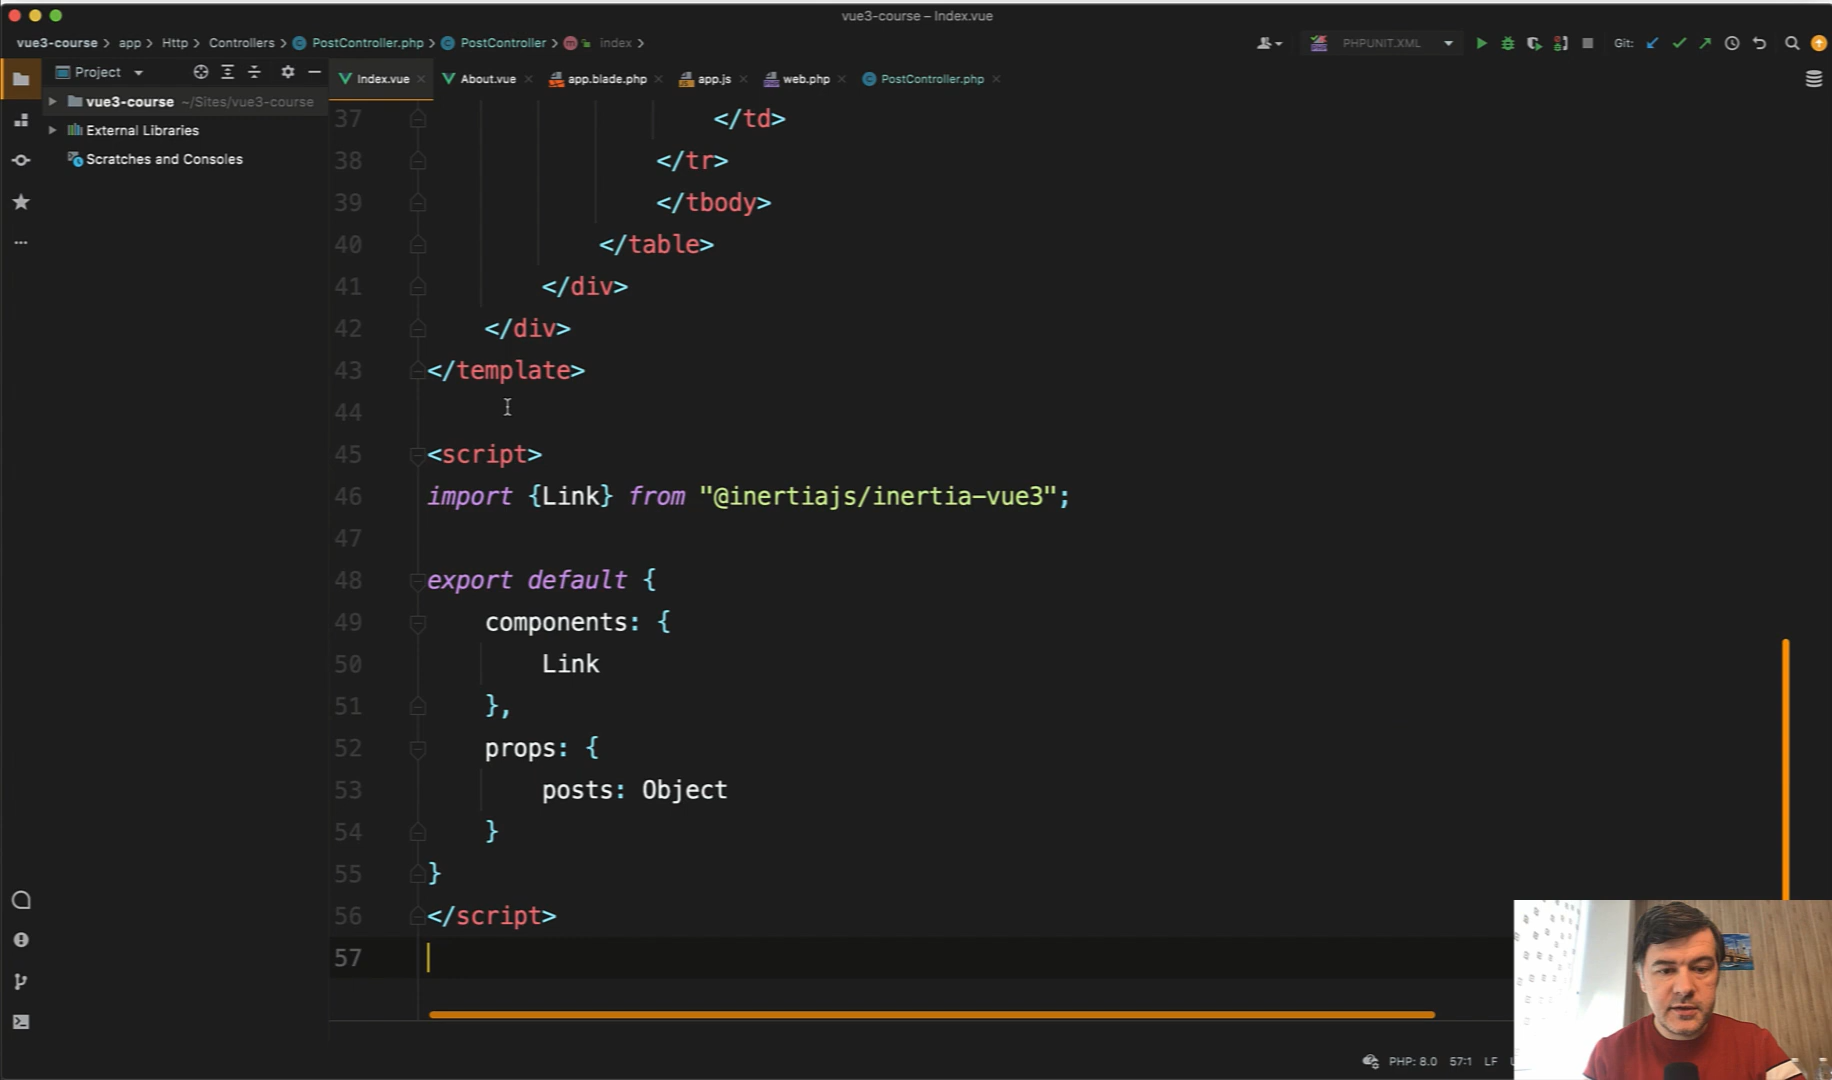 vue3-course – Index.vue
vue3-course app Http Controllers PostController.php PostController index PHPUNIT.XML Git:
Project Index.vue About.vue app.blade.php app.js web.php PostController.php
vue3-course ~/Sites/vue3-course
External Libraries
Scratches and Consoles
37 </td>
38 </tr>
39 </tbody>
40 </table>
41 </div>
42 </div>
43 </template>
44
45 <script>
46 import {Link} from "@inertiajs/inertia-vue3";
47
48 export default {
49 components: {
50 Link
51 },
52 props: {
53 posts: Object
54 }
55 }
56 </script>
57
PHP: 8.0 57:1 LF